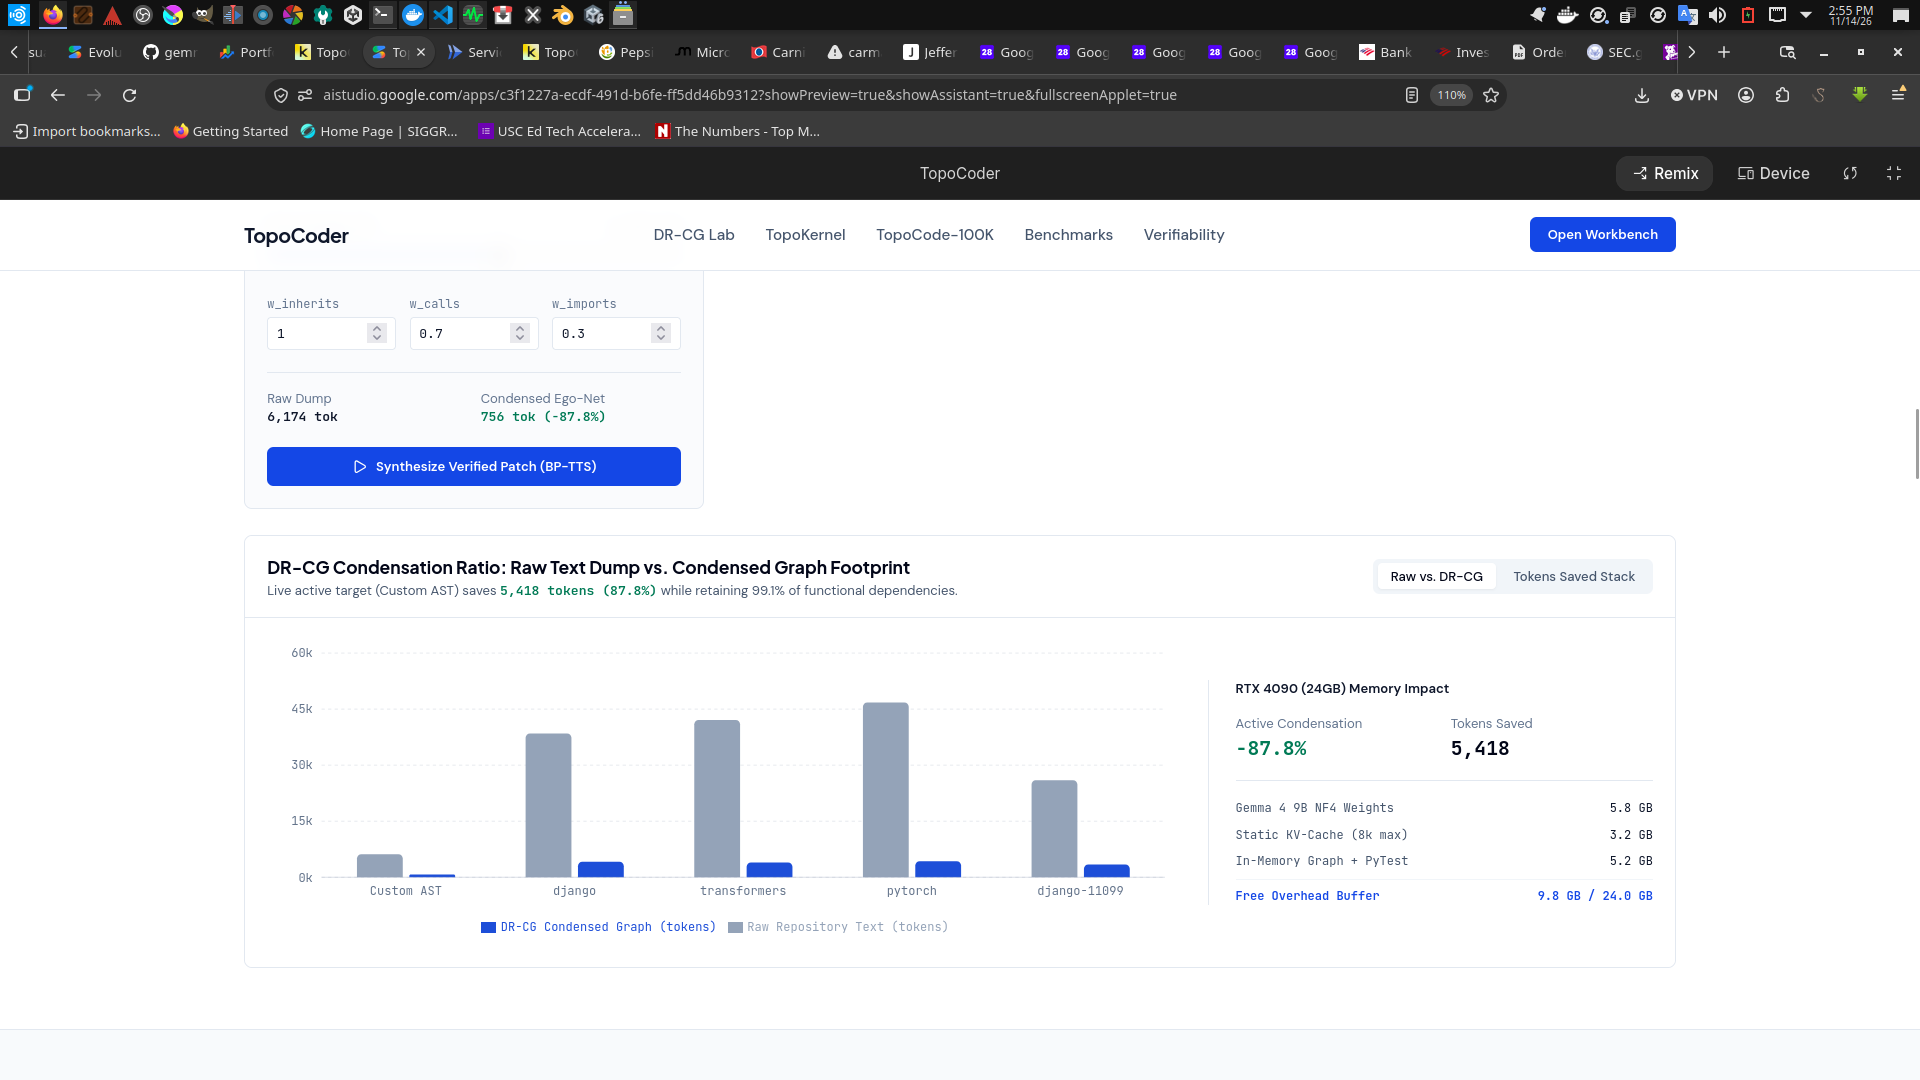 2:55 PM
11/14/26
Evolu
gemr
Portf
Topo
To
Servi
Topo
Pepsi
Micro
Carni
carm
Jeffer
Goog
Goog
Goog
Goog
Goog
Bank
Inves
Orde
SEC.g
aistudio.google.com/apps/c3f1227a-ecdf-491d-b6fe-ff5dd46b9312?showPreview=true&showAssistant=true&fullscreenApplet=true
110%
VPN
Import bookmarks...
Getting Started
Home Page | SIGGR...
USC Ed Tech Accelera...
The Numbers - Top M...
TopoCoder
Remix
Device
TopoCoder
DR-CG Lab
TopoKernel
TopoCode-100K
Benchmarks
Verifiability
Open Workbench
w_inherits
w_calls
w_imports
1
0.7
0.3
Raw Dump
6,174 tok
Condensed Ego-Net
756 tok (-87.8%)
Synthesize Verified Patch (BP-TTS)
DR-CG Condensation Ratio: Raw Text Dump vs. Condensed Graph Footprint
Live active target (Custom AST) saves 5,418 tokens (87.8%) while retaining 99.1% of functional dependencies.
Raw vs. DR-CG
Tokens Saved Stack
60k
45k
30k
15k
0k
Custom AST
django
transformers
pytorch
django-11099
DR-CG Condensed Graph (tokens)
Raw Repository Text (tokens)
RTX 4090 (24GB) Memory Impact
Active Condensation
-87.8%
Tokens Saved
5,418
Gemma 4 9B NF4 Weights 5.8 GB
Static KV-Cache (8k max) 3.2 GB
In-Memory Graph + PyTest 5.2 GB
Free Overhead Buffer 9.8 GB / 24.0 GB